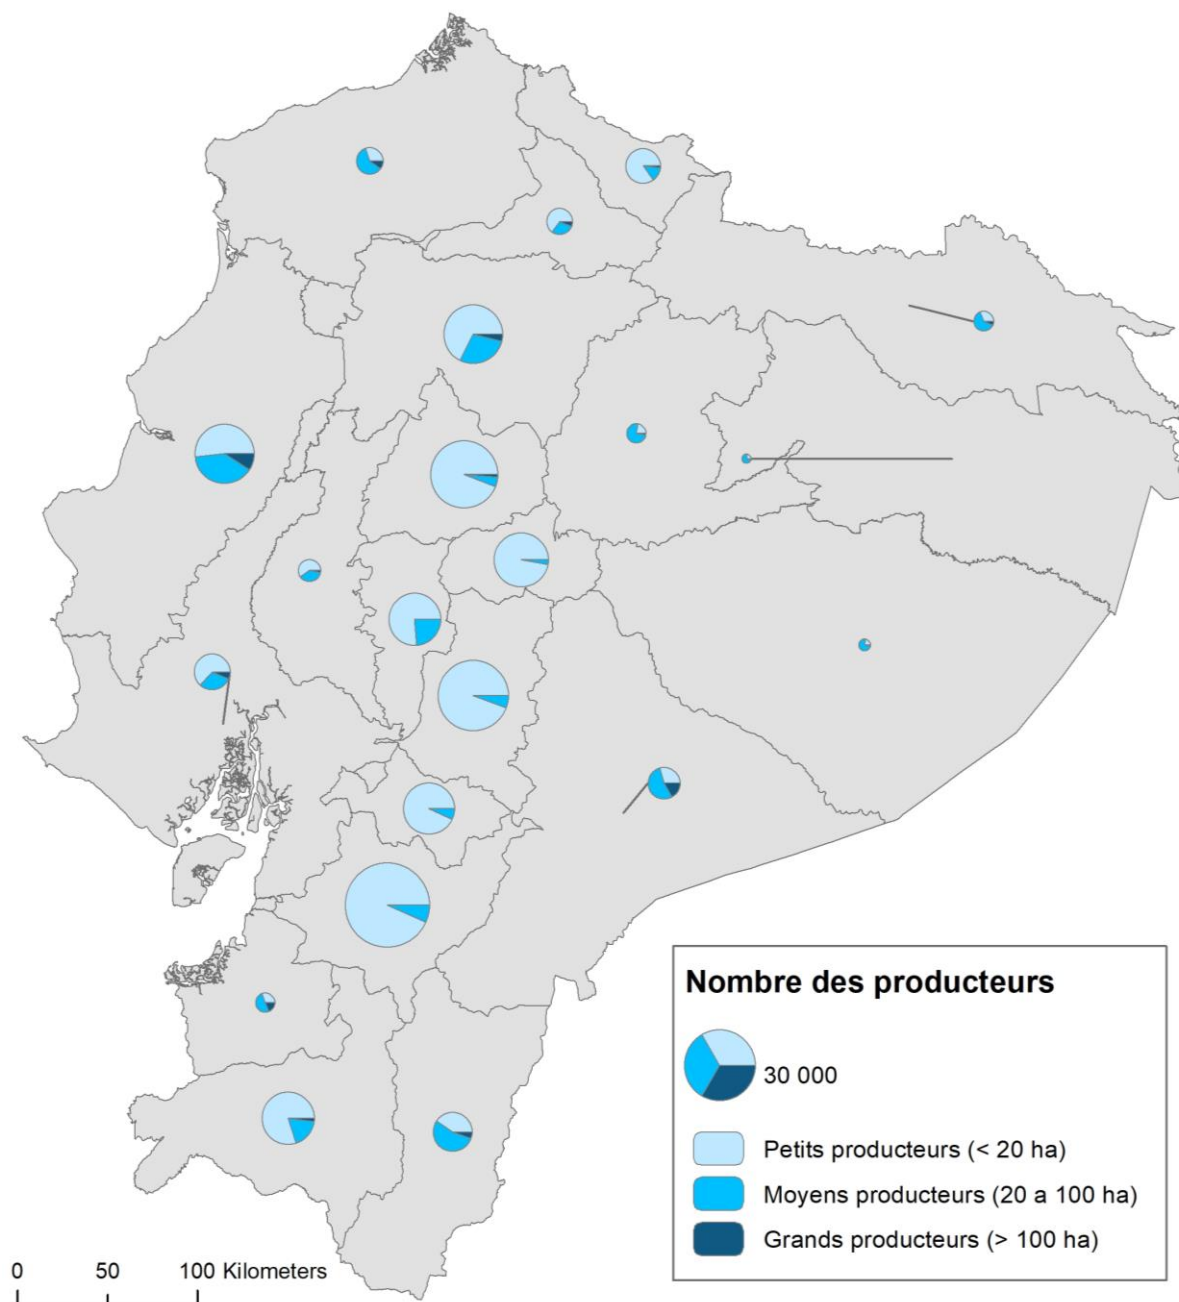 Nombre des producteurs
30 000
Petits producteurs (< 20 ha)
Moyens producteurs (20 a 100 ha)
Grands producteurs (> 100 ha)
0 50 100 Kilometers